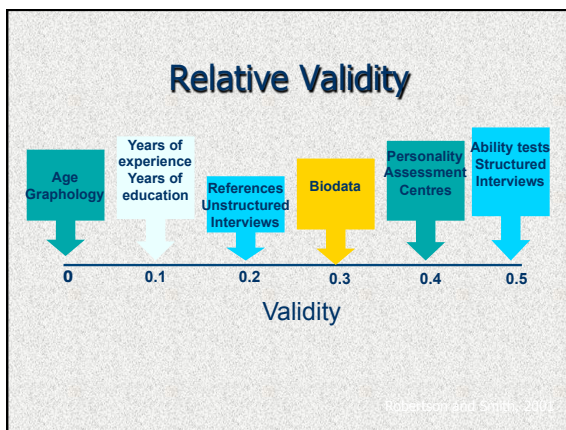 Relative Validity
Age
Graphology
Years of
experience
Years of
education
References
Unstructured
Interviews
Biodata
Personality
Assessment
Centres
Ability tests
Structured
Interviews
0
0.1
0.2
0.3
0.4
0.5
Validity
Robertson and Smith, 2001